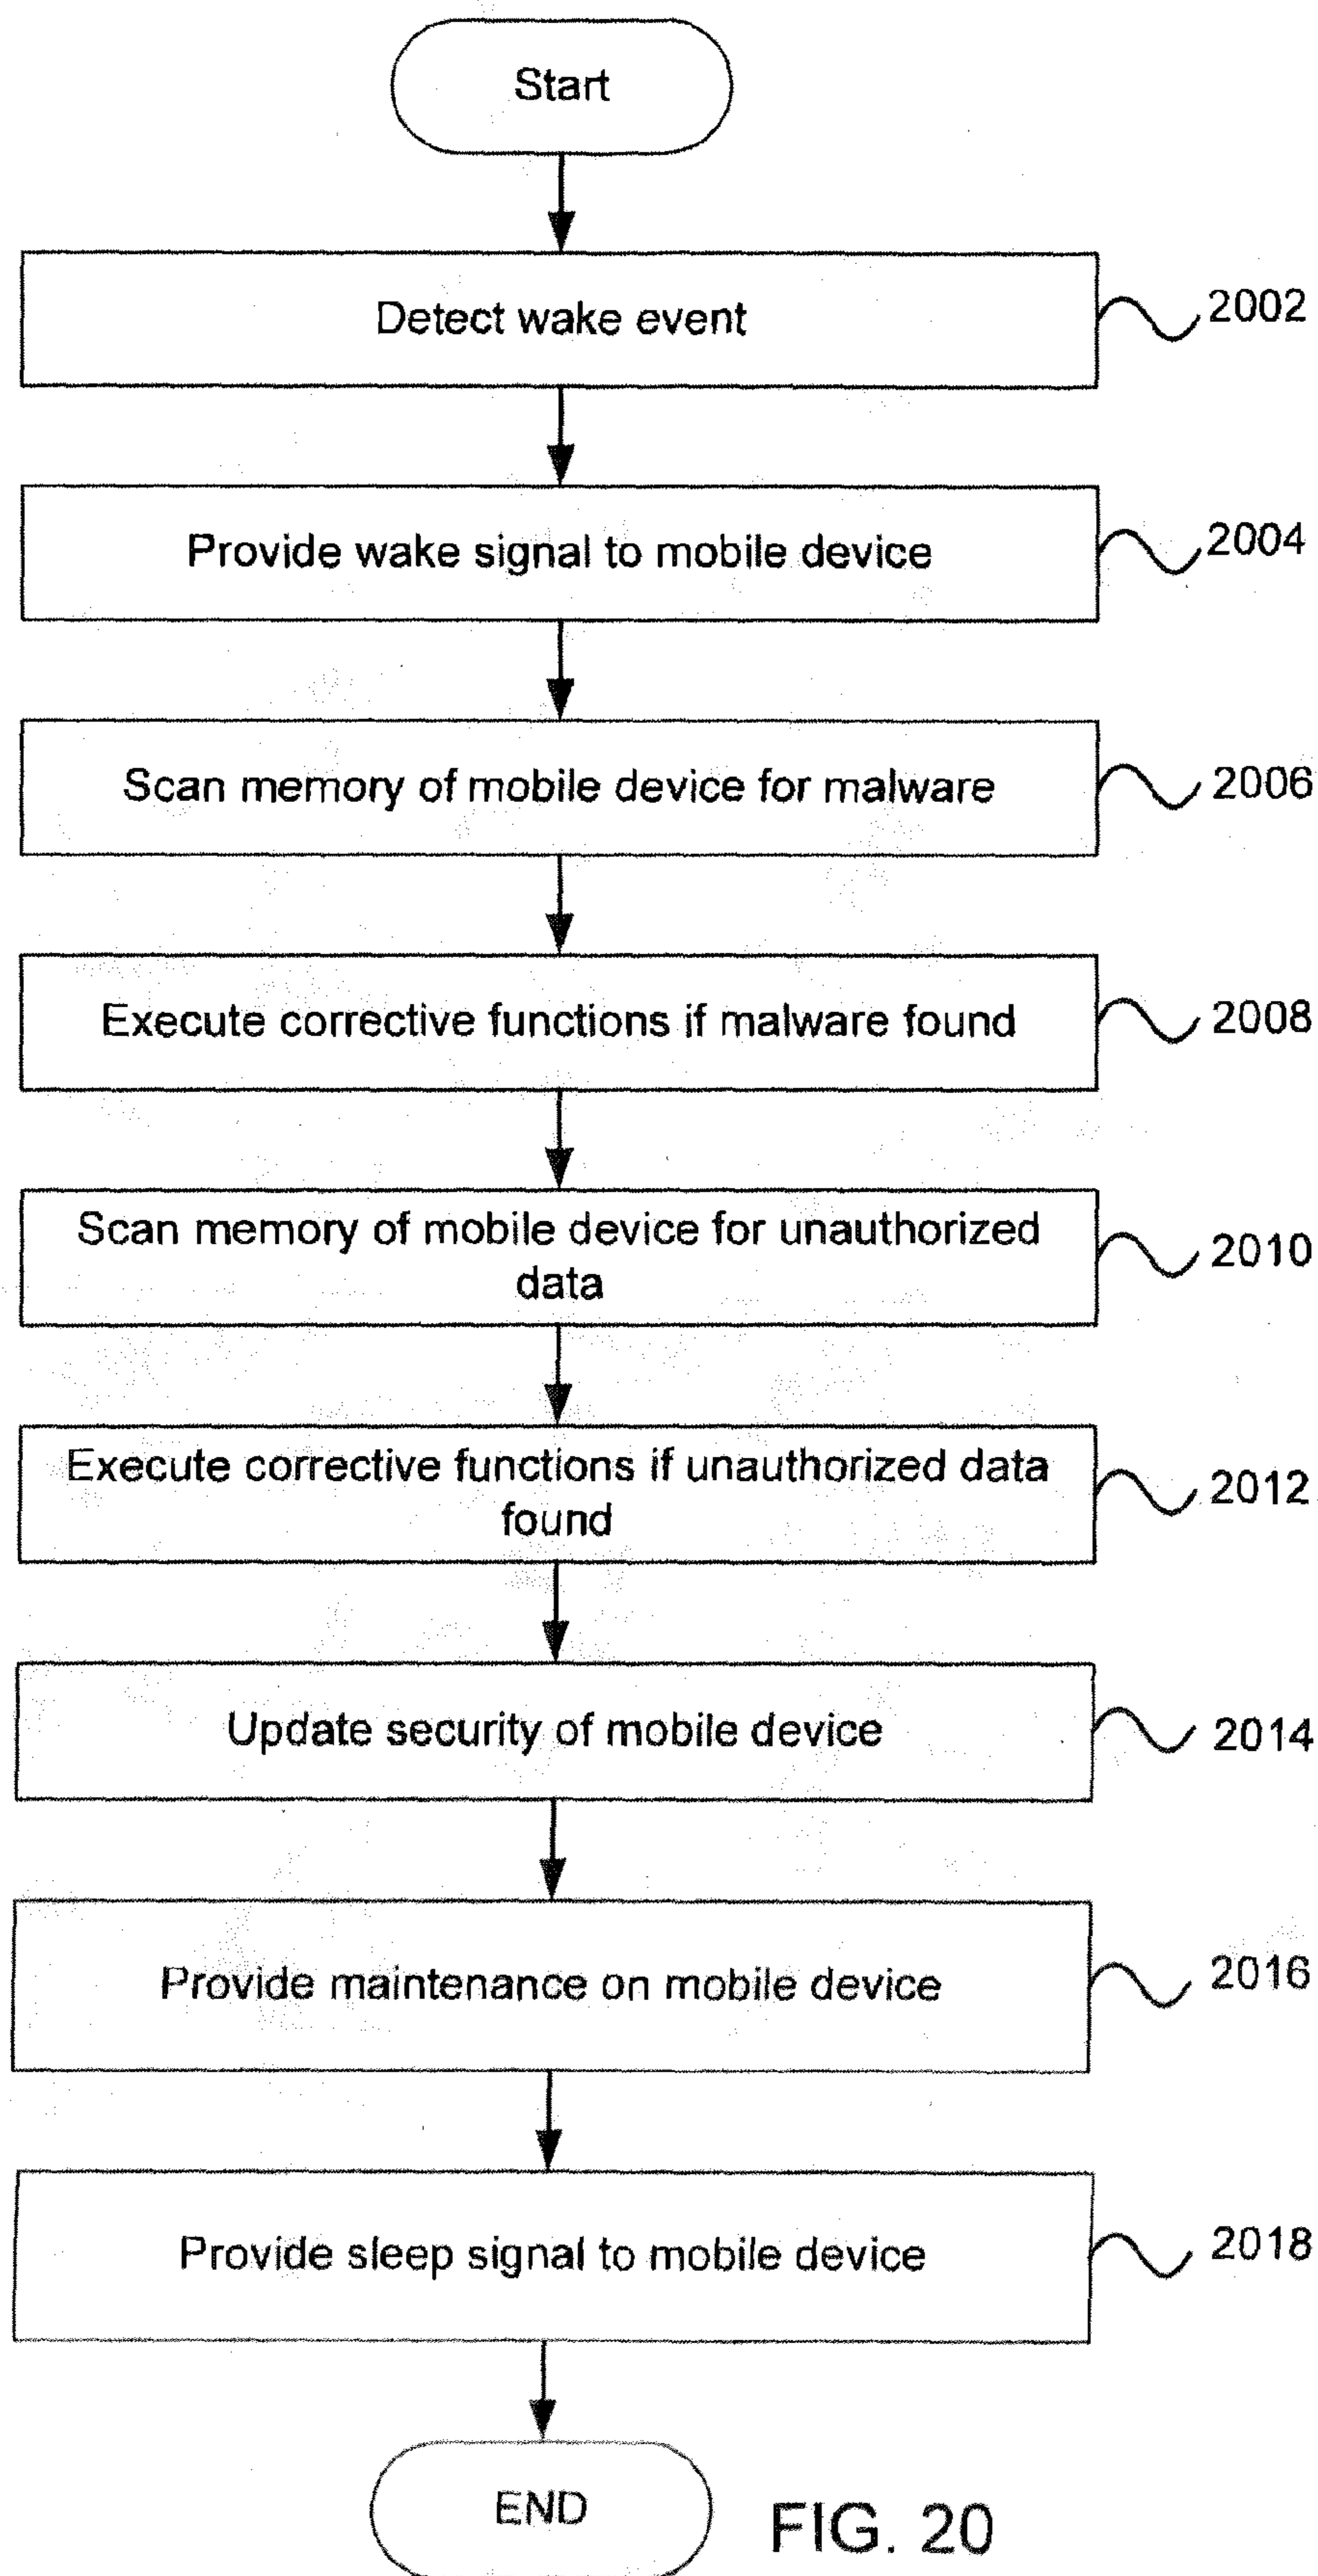 Start
Detect wake event
2002
Provide wake signal to mobile device
2004
Scan memory of mobile device for malware
2006
Execute corrective functions if malware found
2008
Scan memory of mobile device for unauthorized
data
2010
Execute corrective functions if unauthorized data
found
2012
Update security of mobile device
2014
Provide maintenance on mobile device
2016
Provide sleep signal to mobile device
2018
END
FIG. 20